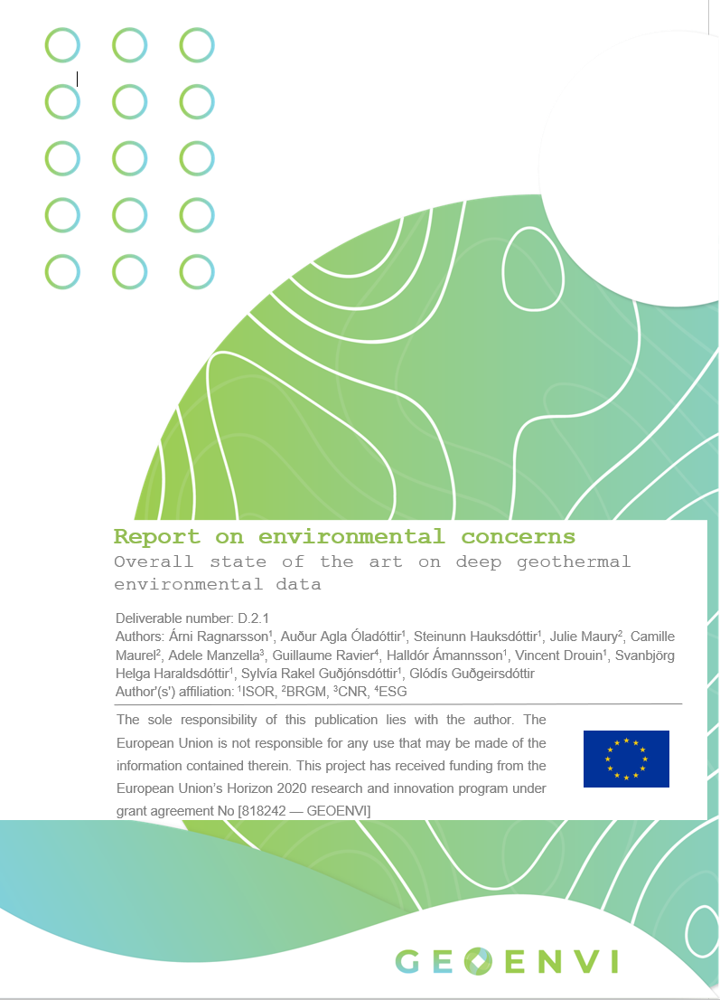 Report on environmental concerns
Overall state of the art on deep geothermal
environmental data
Deliverable number: D.2.1
Authors: Árni Ragnarsson¹, Auður Agla Óladóttir¹, Steinunn Hauksdóttir¹, Julie Maury², Camille
Maurel², Adele Manzella³, Guillaume Ravier⁴, Halldór Ámannsson¹, Vincent Drouin¹, Svanbjörg
Helga Haraldsdóttir¹, Sylvía Rakel Guðjónsdóttir¹, Glódís Guðgeirsdóttir
Author'(s') affiliation: ¹ISOR, ²BRGM, ³CNR, ⁴ESG
The sole responsibility of this publication lies with the author. The
European Union is not responsible for any use that may be made of the
information contained therein. This project has received funding from the
European Union’s Horizon 2020 research and innovation program under
grant agreement No [818242 — GEOENVI]
GEOENVI